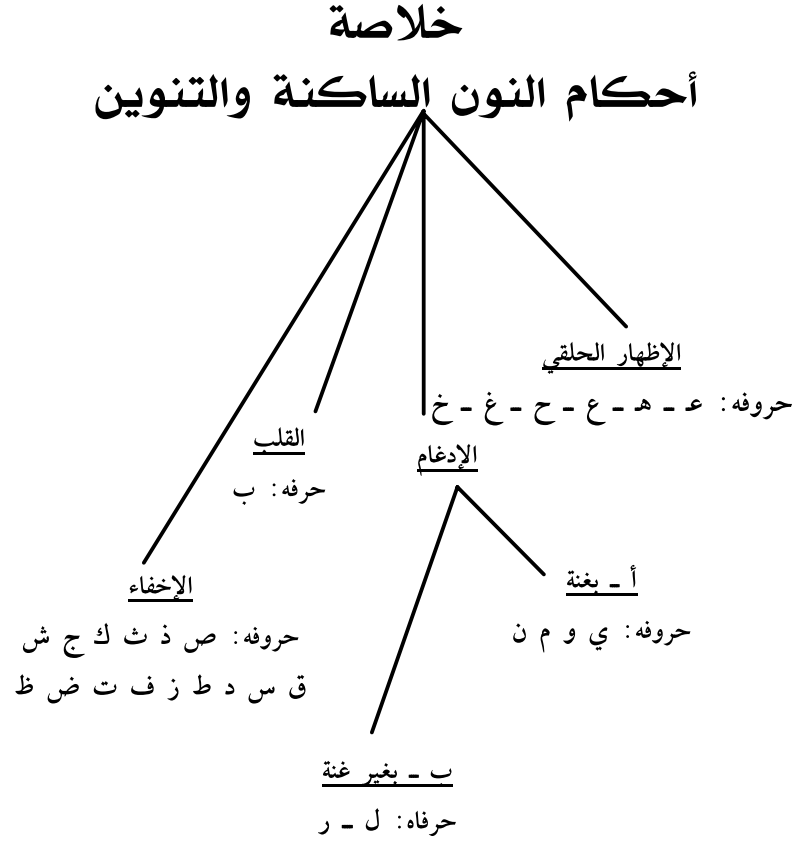 خلاصة
أحكام النون الساكنة والتنوين
الإظهار الحلقي
حروفه: ء ـ هـ ـ ع ـ ح ـ غ ـ خ
الإدغام
أ ـ بغنة
حروفه: ي و م ن
ب ـ بغير غنة
حرفاه: ل ـ ر
القلب
حرفه: ب
الإخفاء
حروفه: ص ذ ث ك ج ش
ق س د ط ز ف ت ض ظ